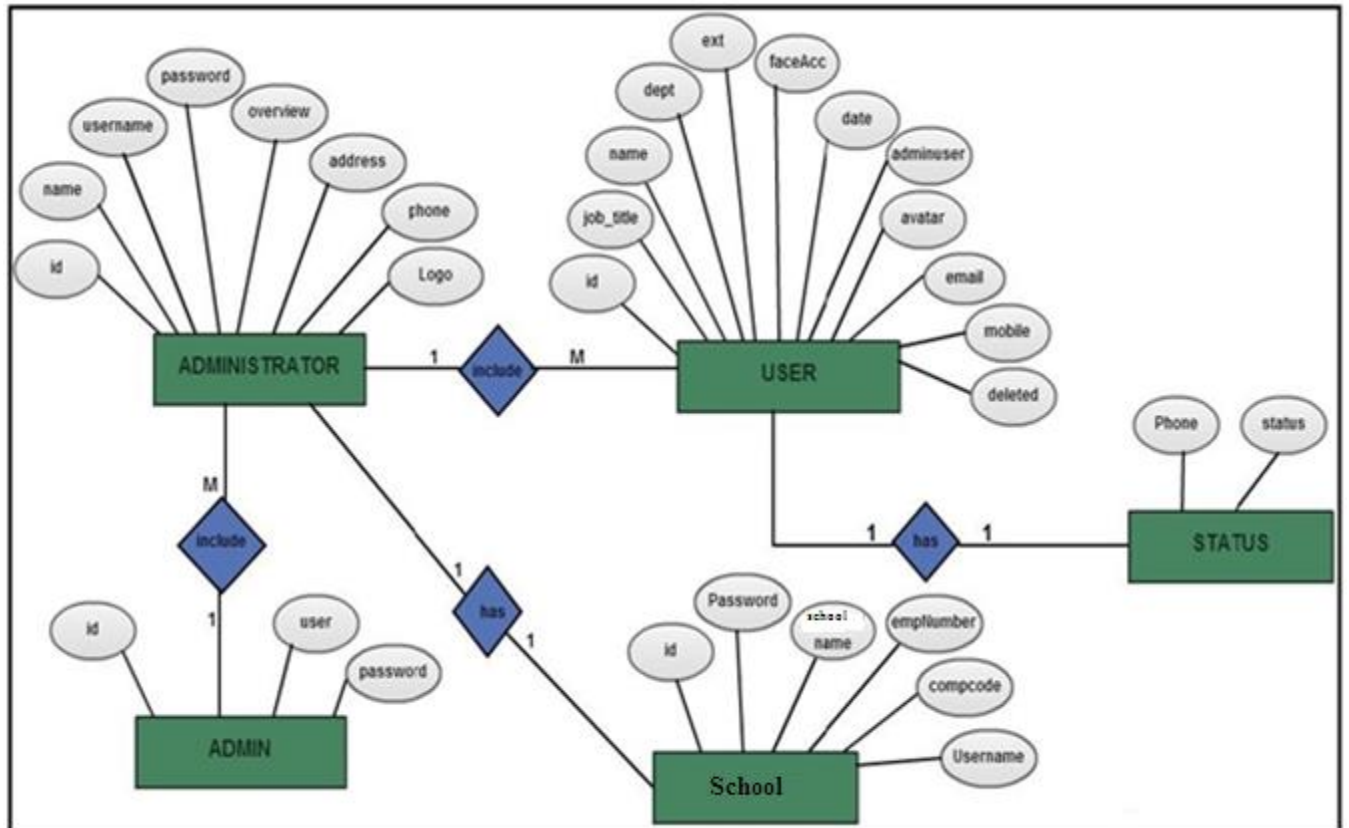 password
username
overview
address
name
phone
id
Logo
ADMINISTRATOR
1
include
M
ext
faceAcc
dept
date
name
adminuser
job_title
avatar
id
email
mobile
deleted
USER
M
include
1
id
user
password
ADMIN
1
has
1
1
has
1
Phone
status
STATUS
Password
school
name
empNumber
id
compcode
Username
School